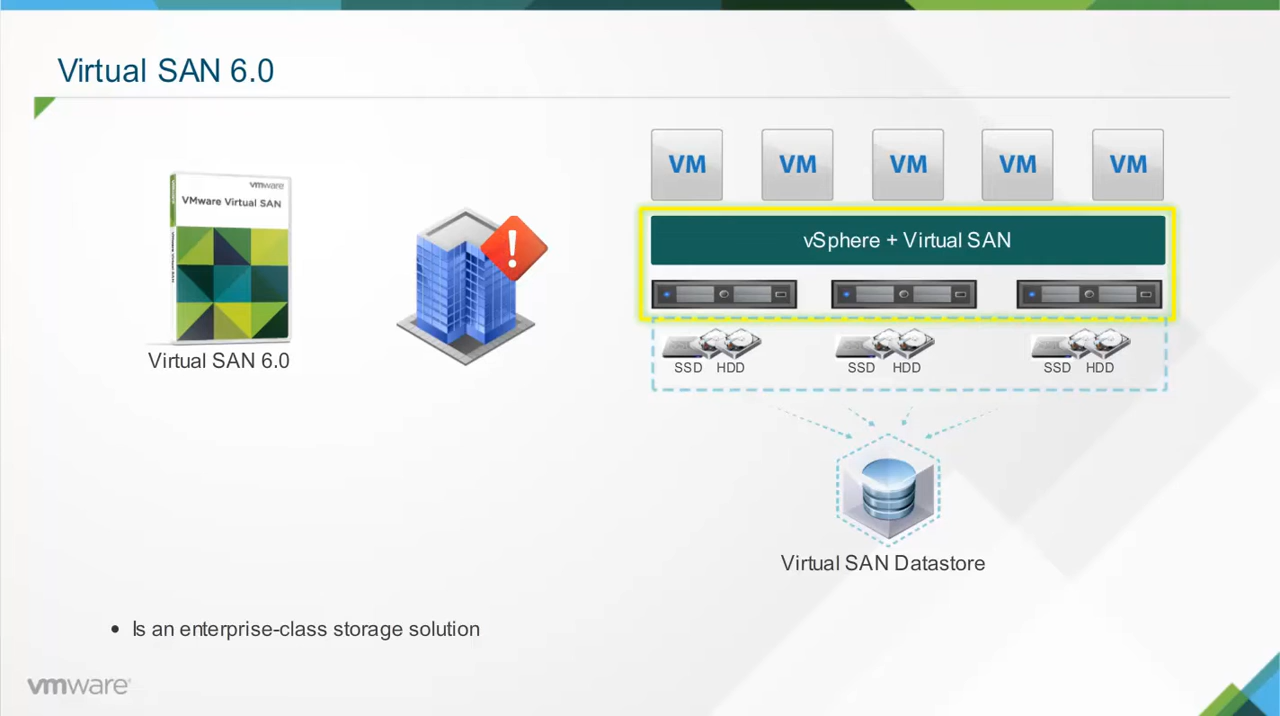 Virtual SAN 6.0
vmware
VMware Virtual SAN
Virtual SAN 6.0
VM
VM
VM
VM
VM
vSphere + Virtual SAN
SSD HDD
SSD HDD
SSD HDD
Virtual SAN Datastore
• Is an enterprise-class storage solution
vmware